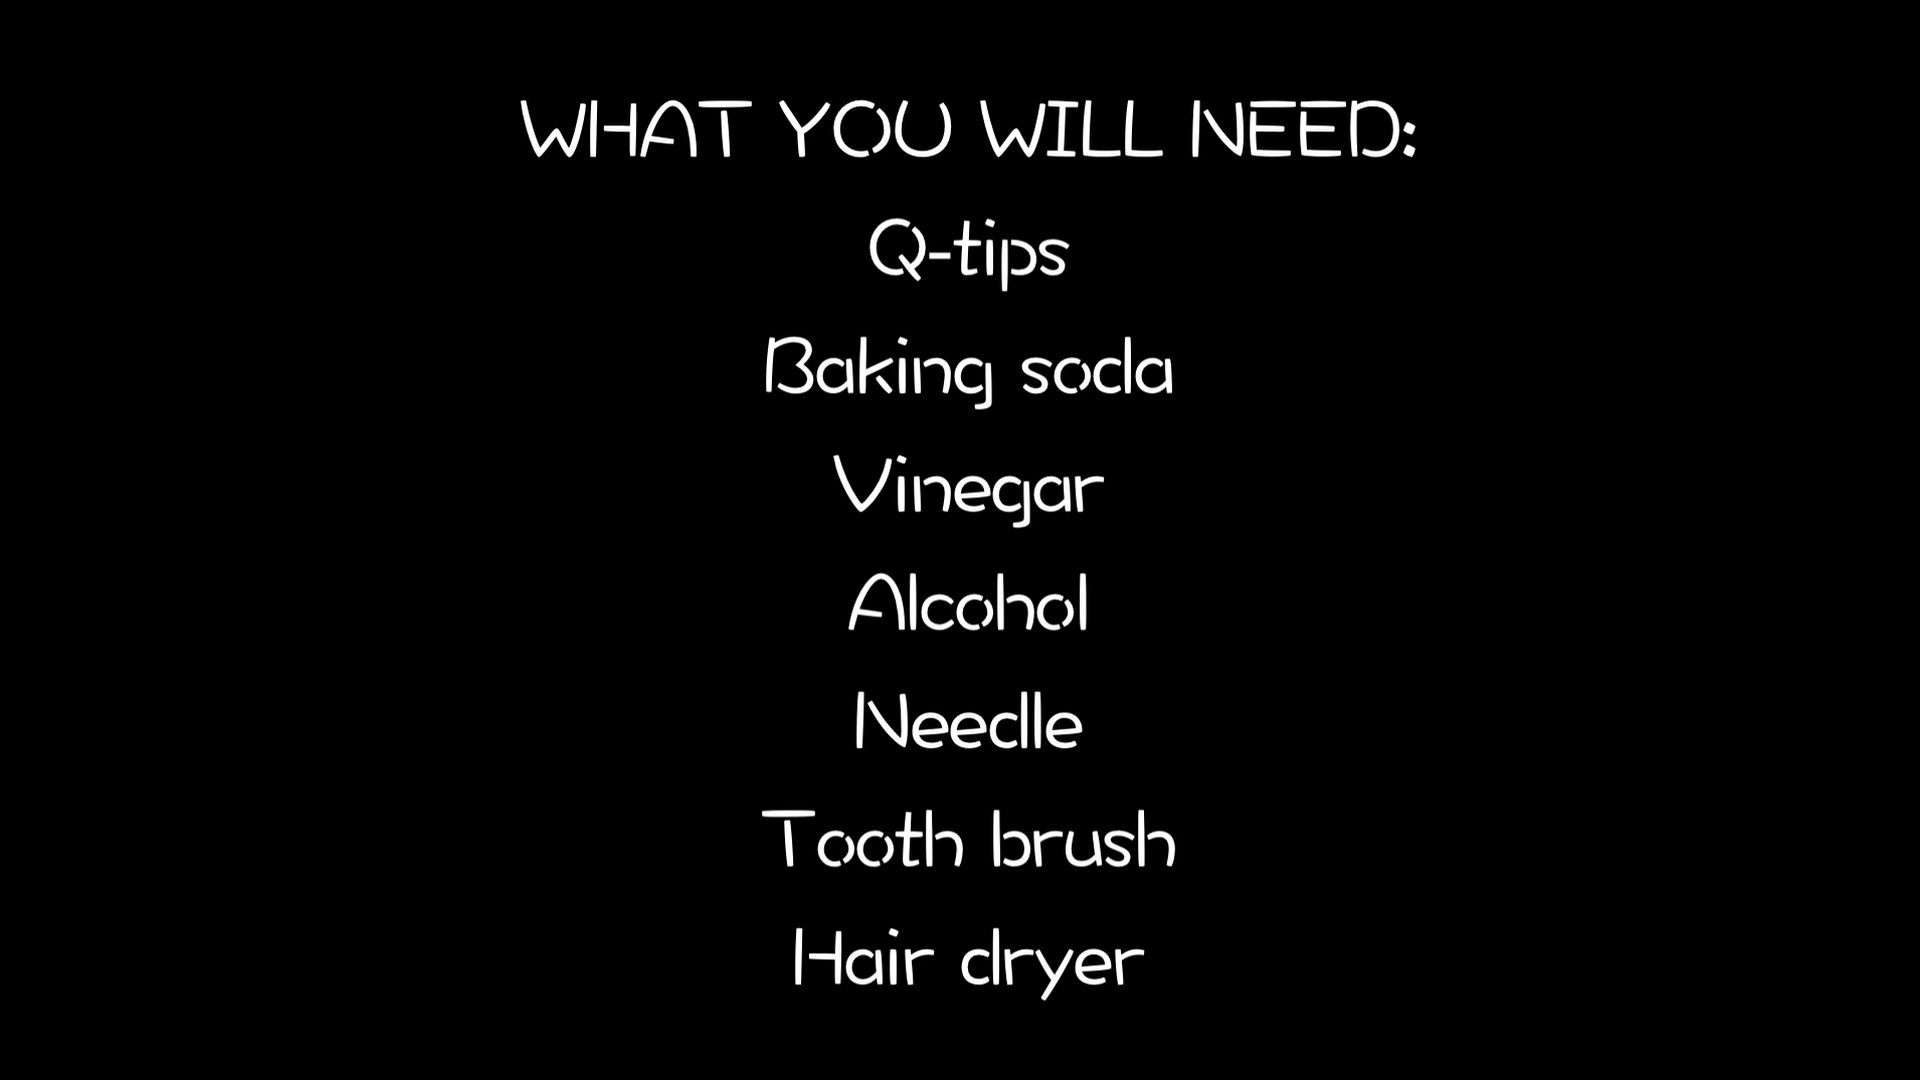 WHAT YOU WILL NEED:
Q-tips
Baking soda
Vinegar
Alcohol
Needle
Tooth brush
Hair dryer